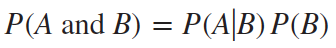 P(A and B) = P(A|B) P(B)